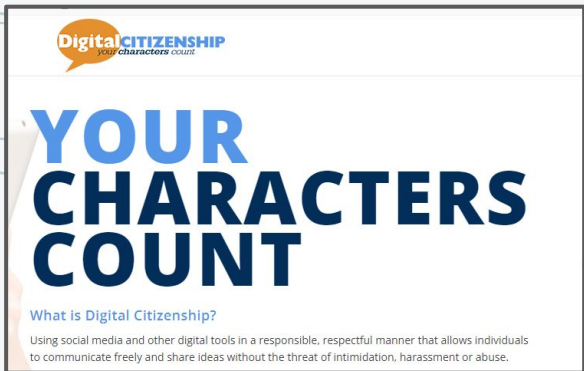 Digital CITIZENSHIP
your characters count
YOUR
CHARACTERS
COUNT
What is Digital Citizenship?
Using social media and other digital tools in a responsible, respectful manner that allows individuals
to communicate freely and share ideas without the threat of intimidation, harassment or abuse.